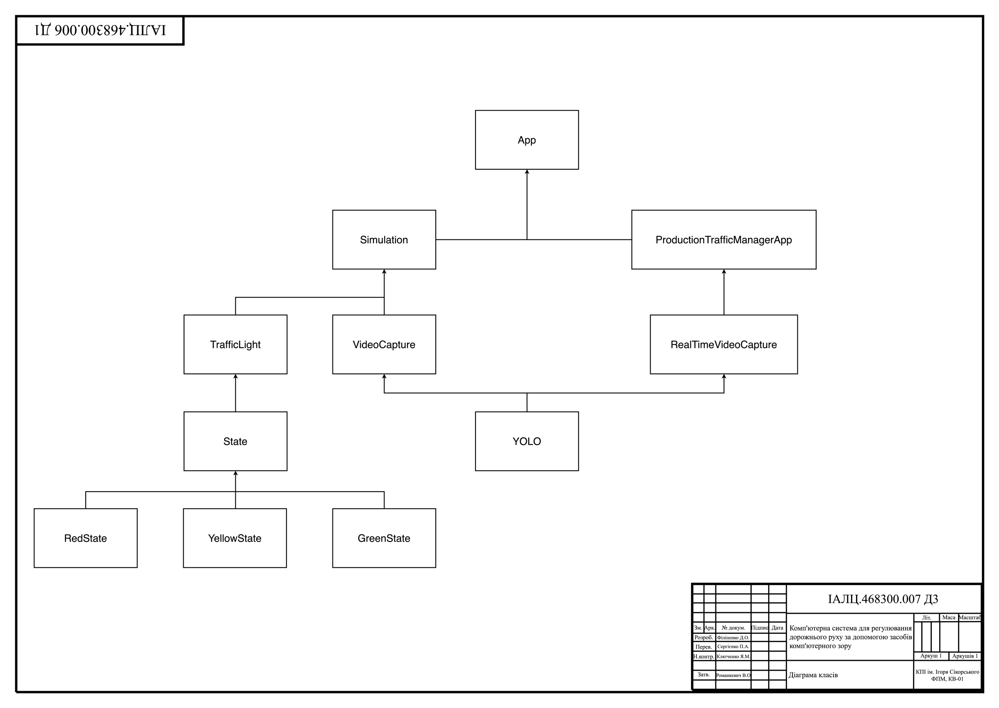 ІАЛЦ.468300.006 Д1
App
Simulation
ProductionTrafficManagerApp
TrafficLight
VideoCapture
RealTimeVideoCapture
State
YOLO
RedState
YellowState
GreenState
ІАЛЦ.468300.007 Д3
Зм. Арк. № докум. Підпис Дата
Розроб. Філіпенко Д.О.
Перев. Сергієнко П.А.
Н.контр. Клятченко Я.М.
Затв. Романкевич В.О
Комп'ютерна система для регулювання
дорожнього руху за допомогою засобів
комп'ютерного зору
Літ. Маса Масштаб
Аркуш 1 Аркушів 1
Діаграма класів
КПІ ім. Ігоря Сікорського
ФПМ, КВ-01